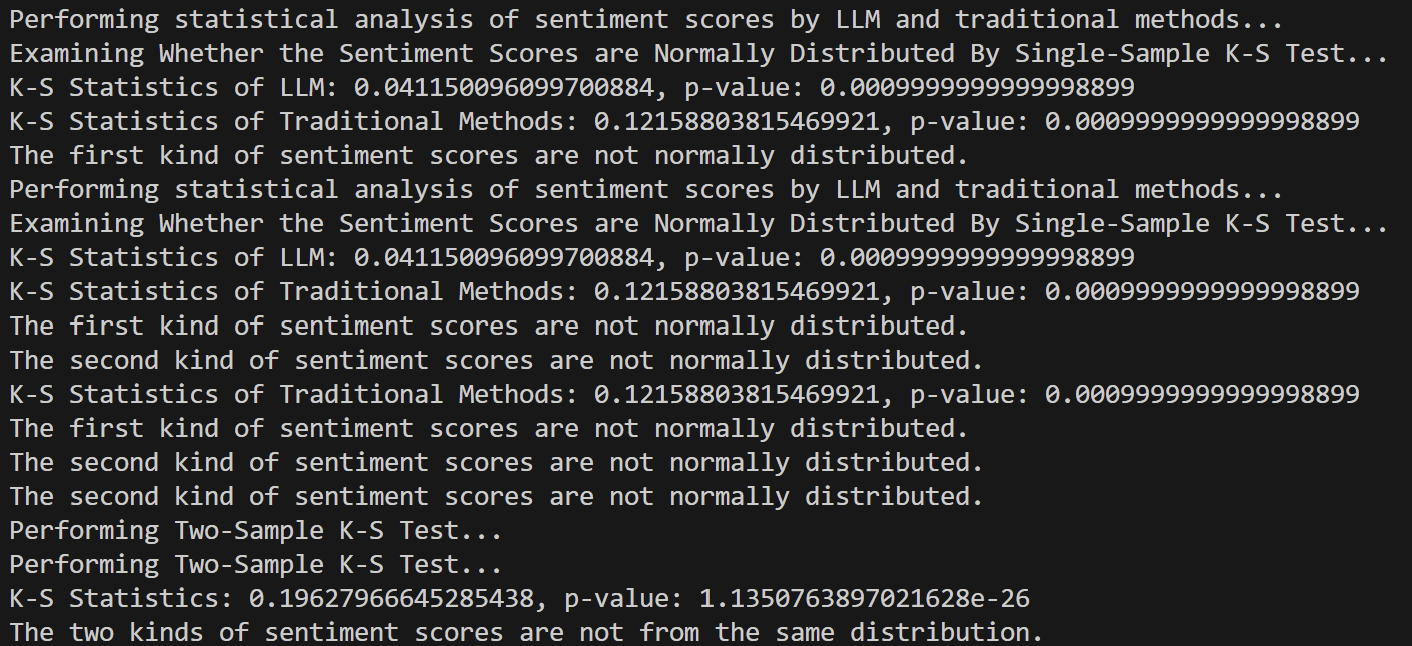 Performing statistical analysis of sentiment scores by LLM and traditional methods...
Examining Whether the Sentiment Scores are Normally Distributed By Single-Sample K-S Test...
K-S Statistics of LLM: 0.041150096099700884, p-value: 0.0009999999999998899
K-S Statistics of Traditional Methods: 0.12158803815469921, p-value: 0.0009999999999998899
The first kind of sentiment scores are not normally distributed.
Performing statistical analysis of sentiment scores by LLM and traditional methods...
Examining Whether the Sentiment Scores are Normally Distributed By Single-Sample K-S Test...
K-S Statistics of LLM: 0.041150096099700884, p-value: 0.0009999999999998899
K-S Statistics of Traditional Methods: 0.12158803815469921, p-value: 0.0009999999999998899
The first kind of sentiment scores are not normally distributed.
The second kind of sentiment scores are not normally distributed.
K-S Statistics of Traditional Methods: 0.12158803815469921, p-value: 0.0009999999999998899
The first kind of sentiment scores are not normally distributed.
The second kind of sentiment scores are not normally distributed.
The second kind of sentiment scores are not normally distributed.
Performing Two-Sample K-S Test...
Performing Two-Sample K-S Test...
K-S Statistics: 0.19627966645285438, p-value: 1.1350763897021628e-26
The two kinds of sentiment scores are not from the same distribution.